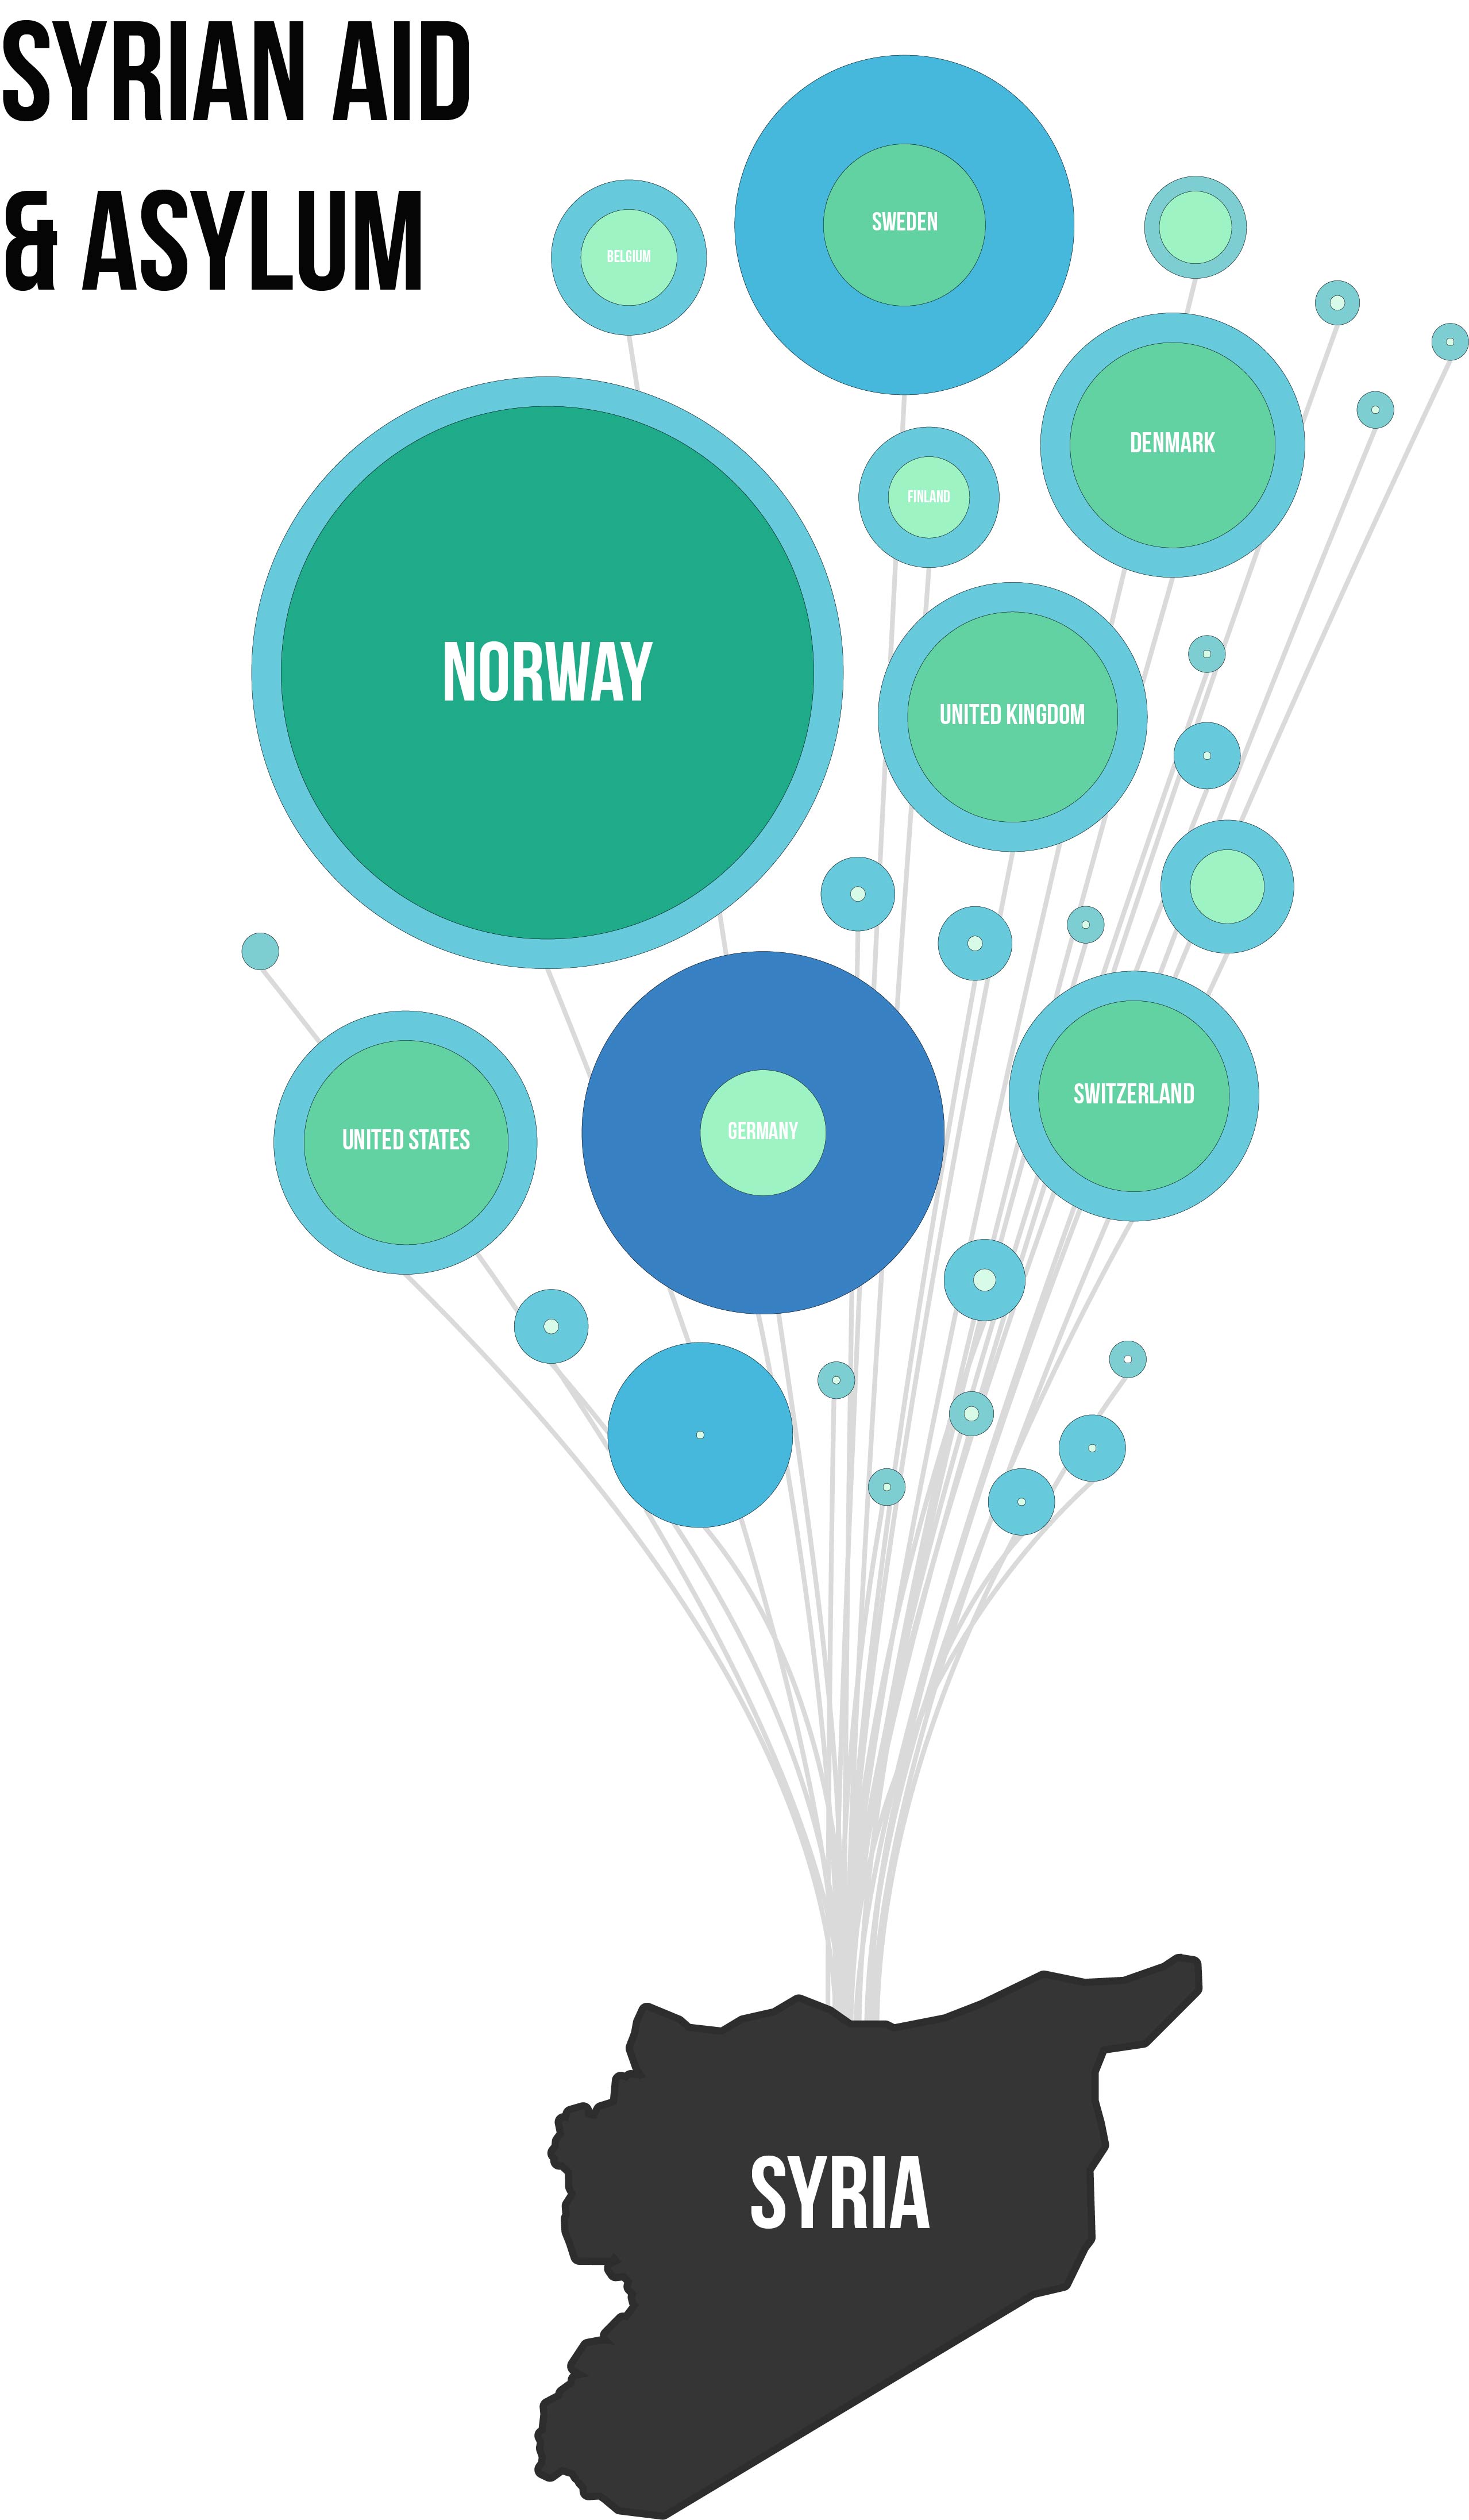 SYRIAN AID
& ASYLUM
SWEDEN
BELGIUM
DENMARK
FINLAND
NORWAY
UNITED KINGDOM
SWITZERLAND
GERMANY
UNITED STATES
SYRIA